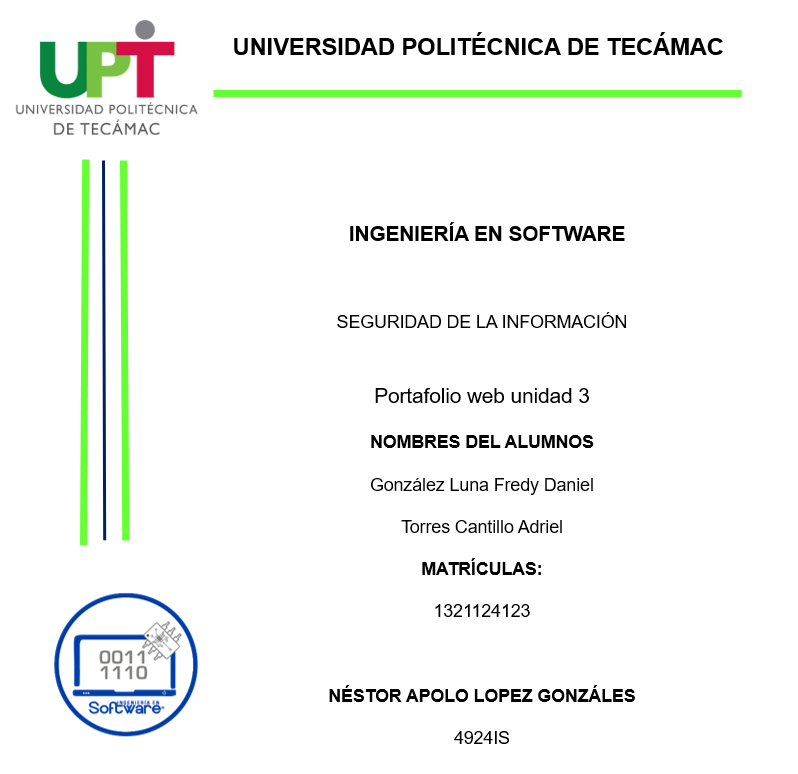 UPT
UNIVERSIDAD POLITÉCNICA
DE TECÁMAC
UNIVERSIDAD POLITÉCNICA DE TECÁMAC
INGENIERÍA EN SOFTWARE
SEGURIDAD DE LA INFORMACIÓN
Portafolio web unidad 3
NOMBRES DEL ALUMNOS
González Luna Fredy Daniel
Torres Cantillo Adriel
MATRÍCULAS:
1321124123
NÉSTOR APOLO LOPEZ GONZÁLES
4924IS
0011
1110
INGENIERÍA EN
Software